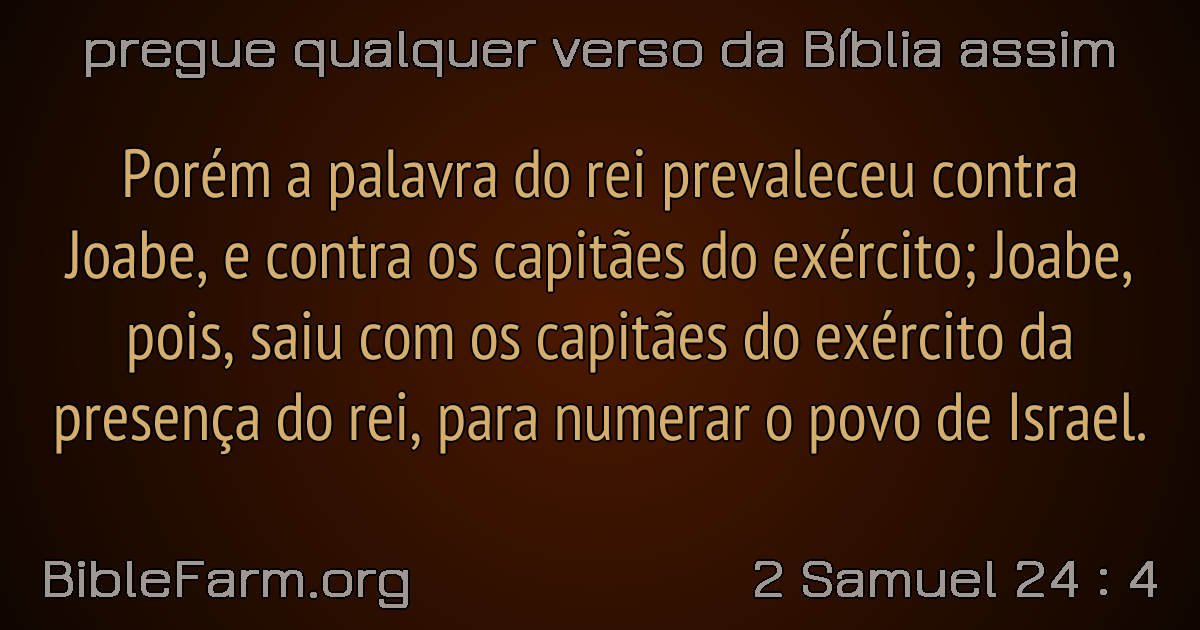 pregue qualquer verso da Bíblia assim
Porém a palavra do rei prevaleceu contra
Joabe, e contra os capitães do exército; Joabe,
pois, saiu com os capitães do exército da
presença do rei, para numerar o povo de Israel.
BibleFarm.org
2 Samuel 24 : 4